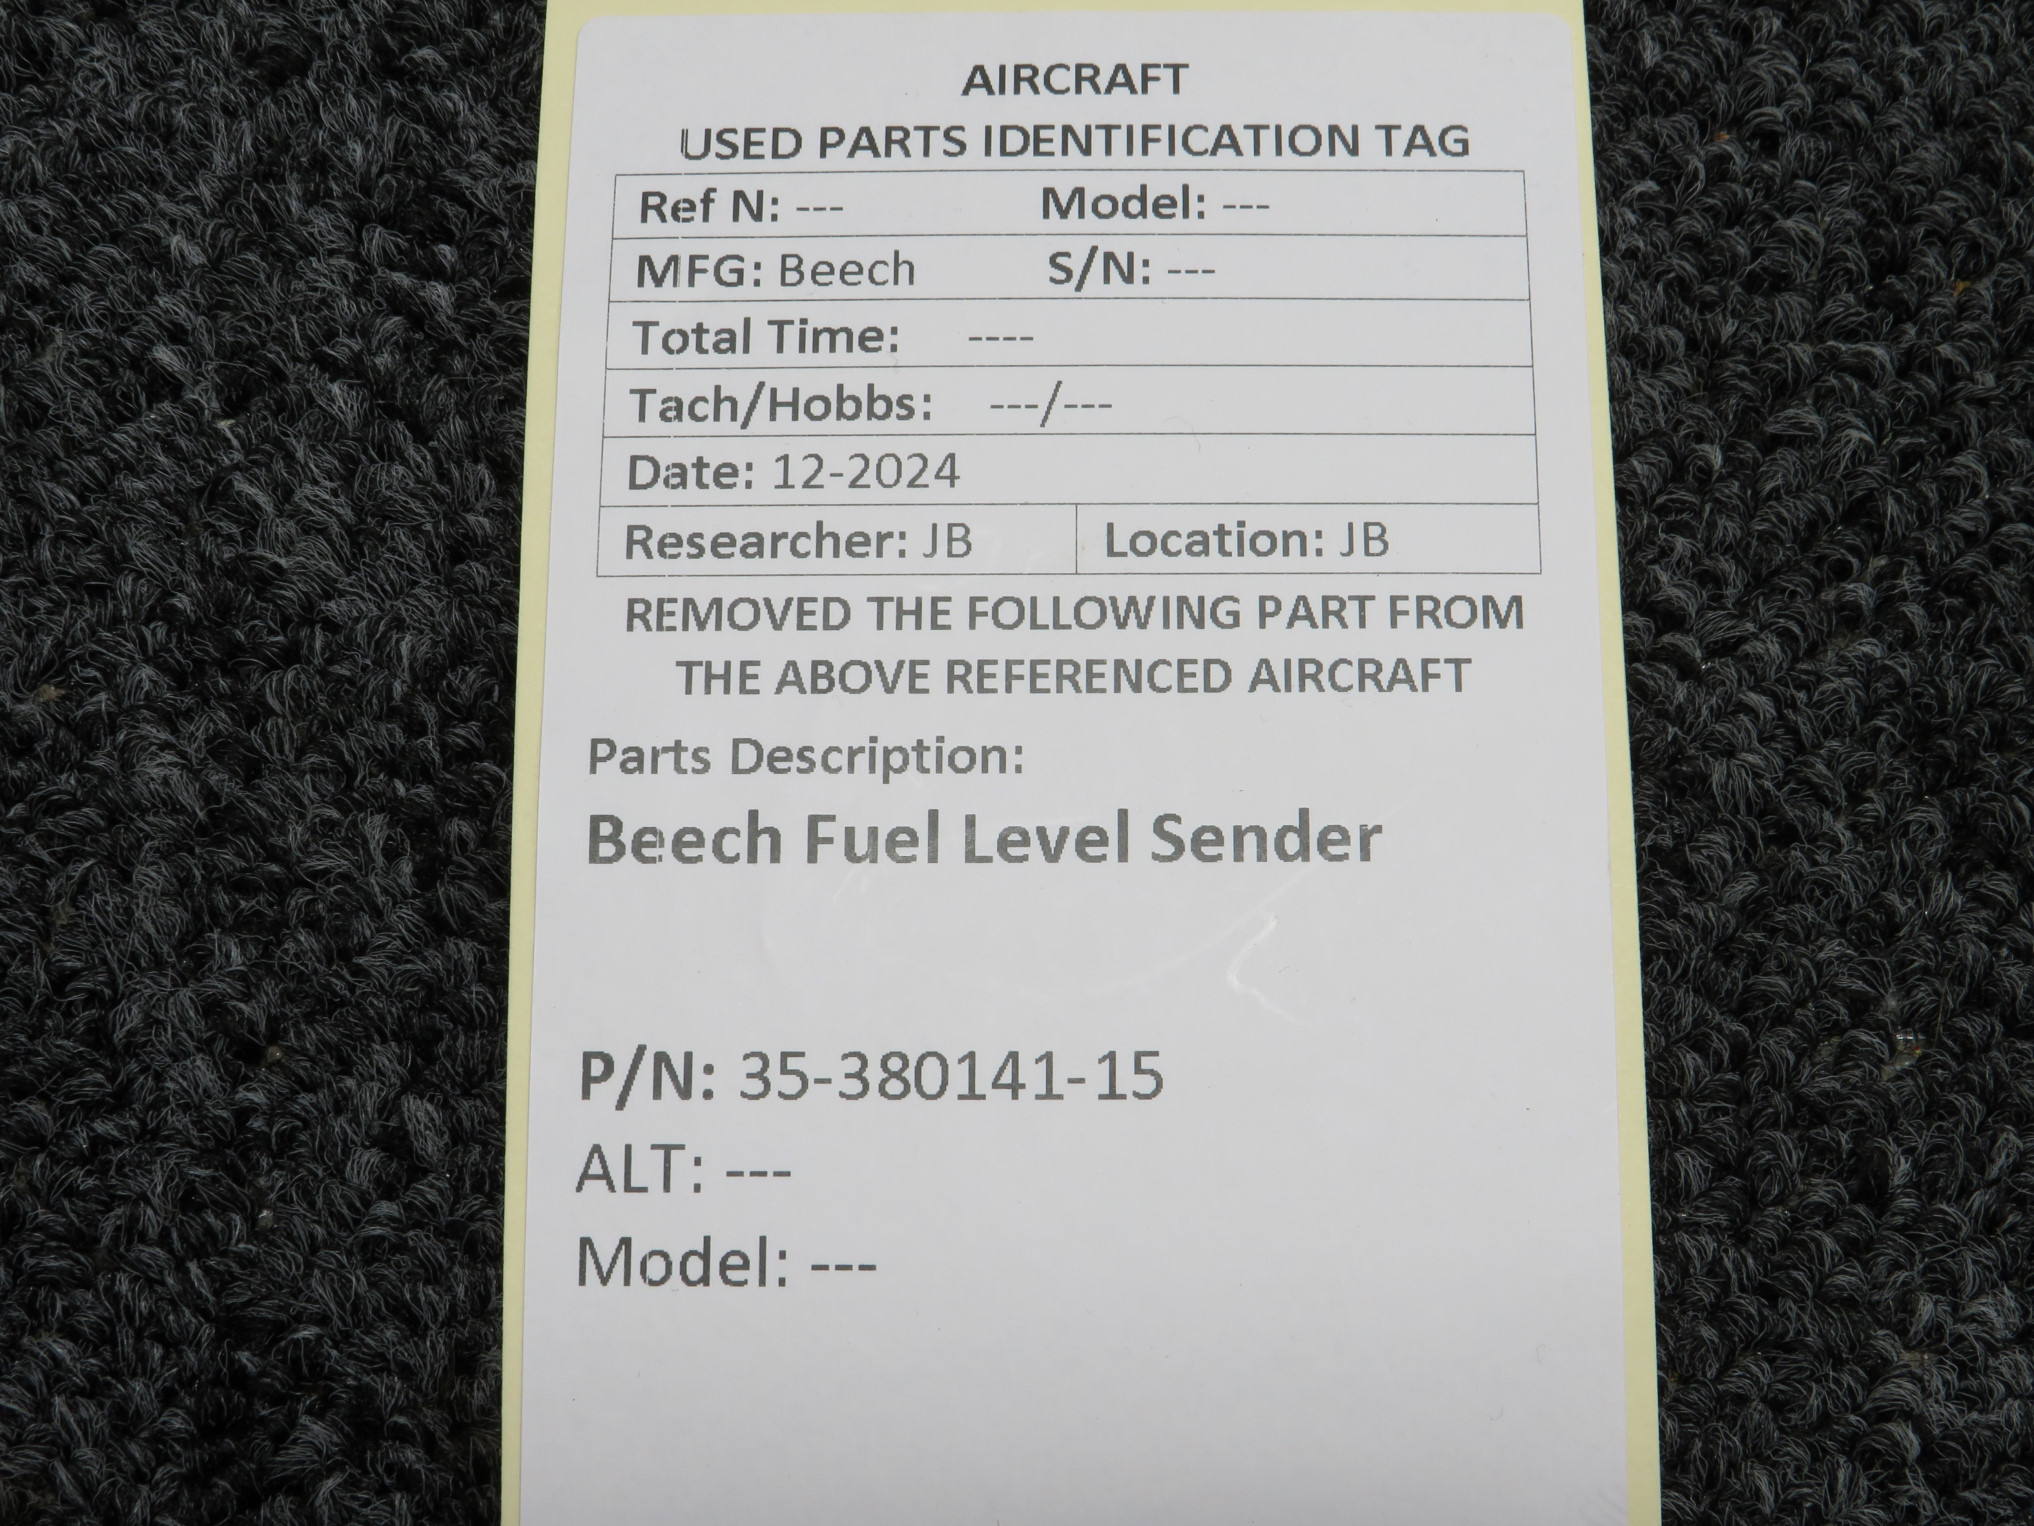 AIRCRAFT
USED PARTS IDENTIFICATION TAG
Ref N: --- Model: ---
MFG: Beech S/N: ---
Total Time: ----
Tach/Hobbs: ---/---
Date: 12-2024
Researcher: JB Location: JB
REMOVED THE FOLLOWING PART FROM
THE ABOVE REFERENCED AIRCRAFT
Parts Description:
Beech Fuel Level Sender
P/N: 35-380141-15
ALT: ---
Model: ---